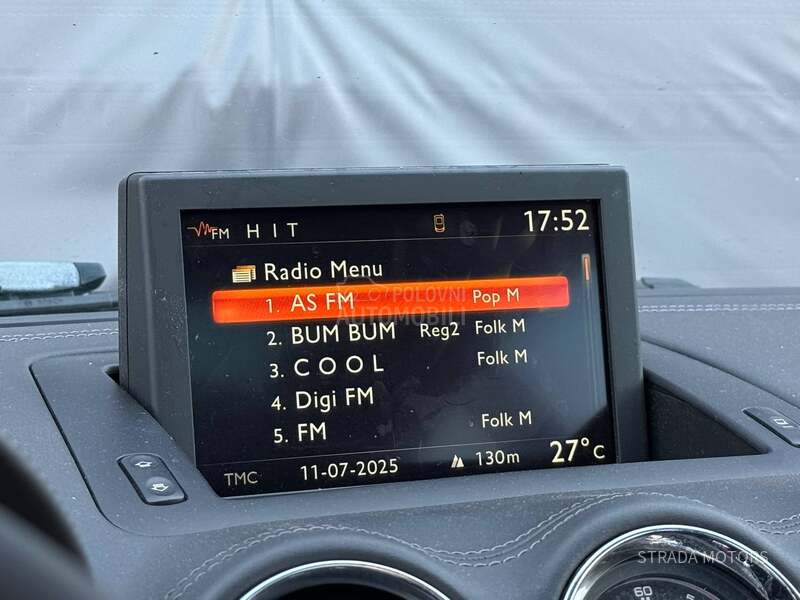 FM HIT 17:52
Radio Menu
1. AS FM Pop M
2. BUM BUM Reg2 Folk M
3. C O O L Folk M
4. Digi FM
5. FM Folk M
TMC 11-07-2025 130m 27°C
POLOVNI
AUTOMOBILI
STRADA MOTORS
60